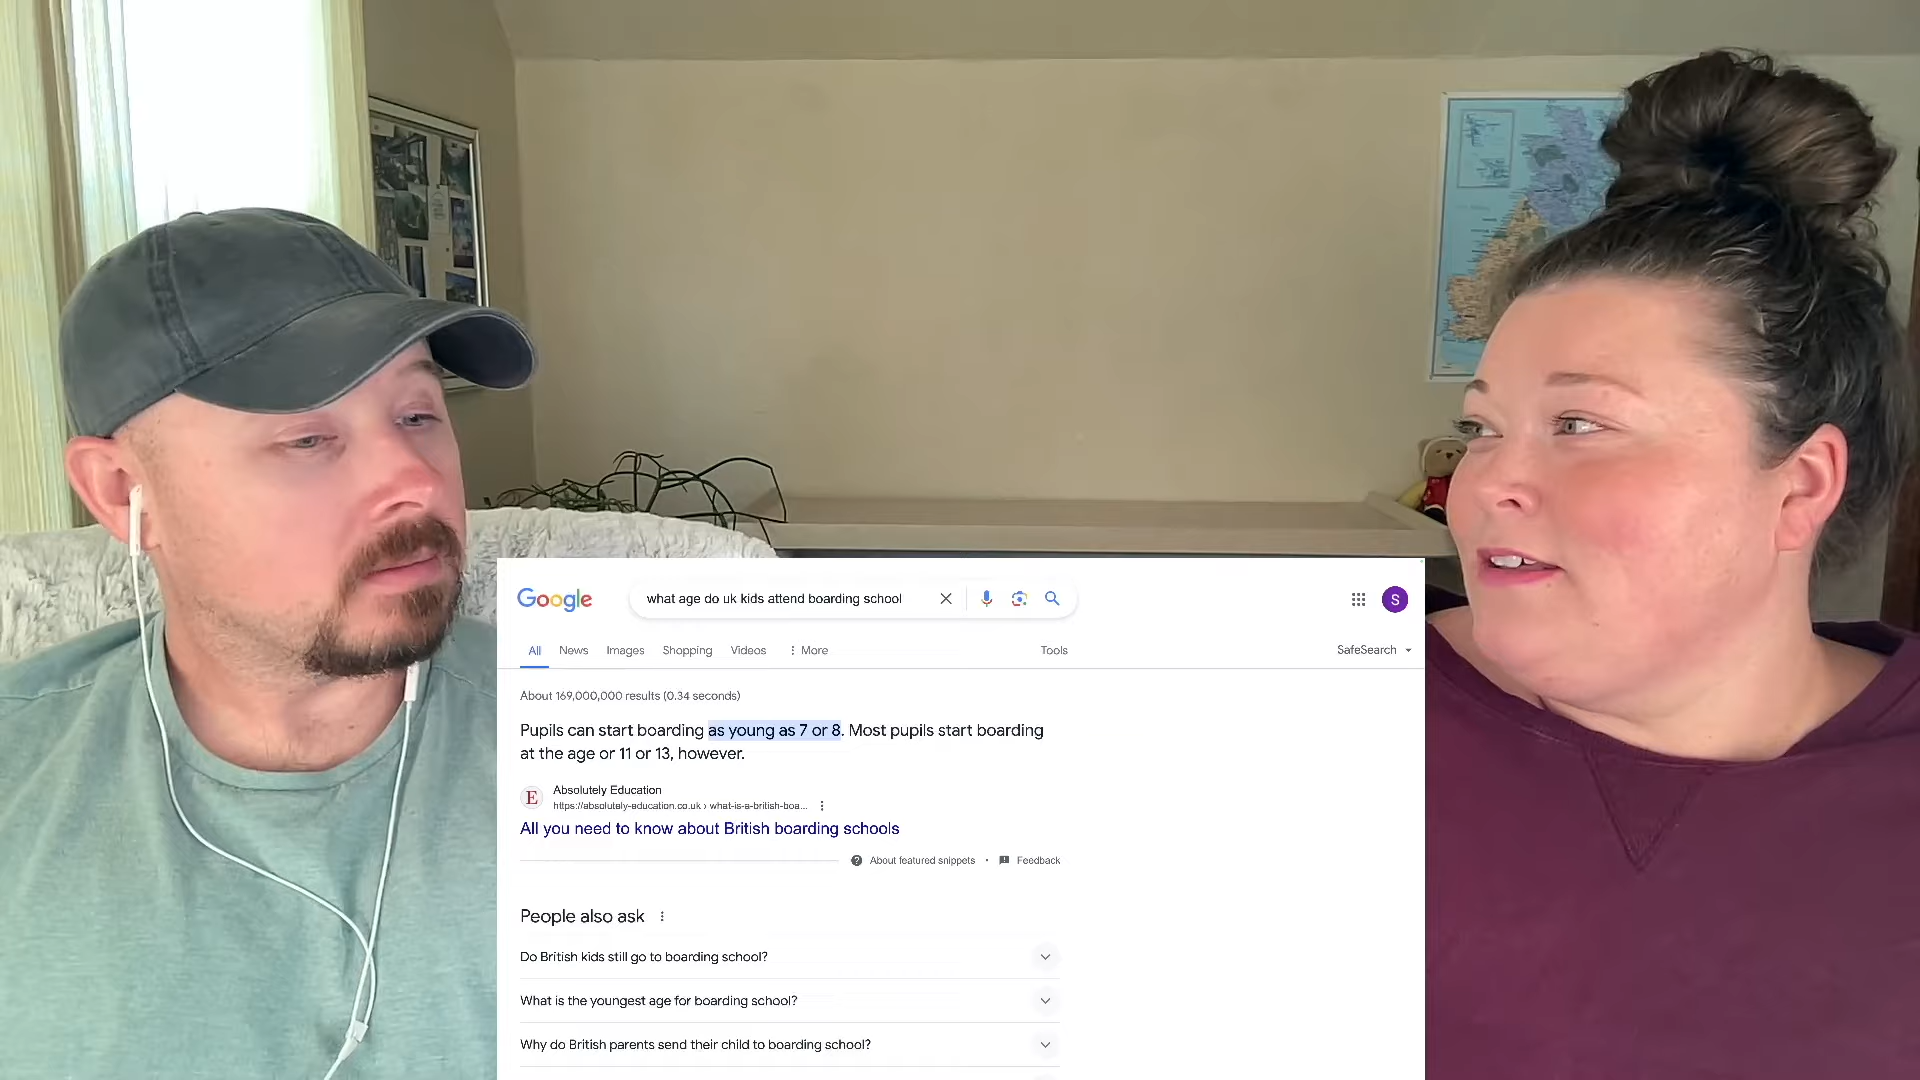 Google
what age do uk kids attend boarding school
S
All News Images Shopping Videos More Tools SafeSearch
About 169,000,000 results (0.34 seconds)
Pupils can start boarding as young as 7 or 8. Most pupils start boarding
at the age or 11 or 13, however.
E
Absolutely Education
https://absolutely-education.co.uk › what-is-a-british-boa...
All you need to know about British boarding schools
About featured snippets • Feedback
People also ask
Do British kids still go to boarding school?
What is the youngest age for boarding school?
Why do British parents send their child to boarding school?